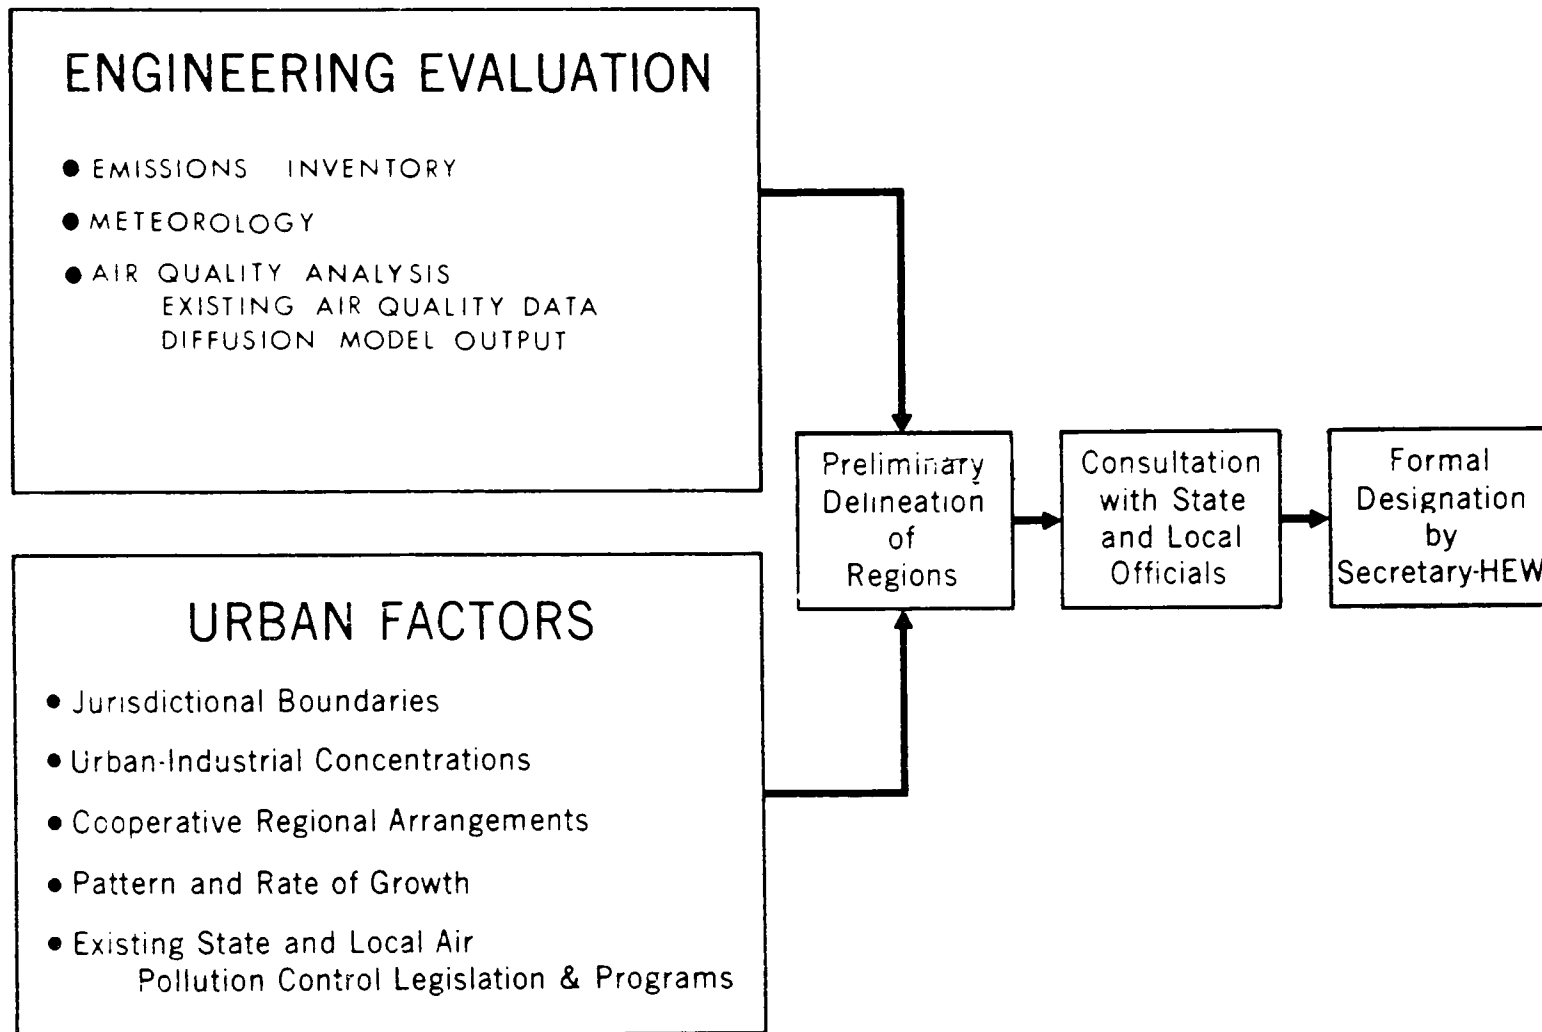 ENGINEERING EVALUATION
● EMISSIONS INVENTORY
● METEOROLOGY
● AIR QUALITY ANALYSIS
EXISTING AIR QUALITY DATA
DIFFUSION MODEL OUTPUT
URBAN FACTORS
● Jurisdictional Boundaries
● Urban-Industrial Concentrations
● Cooperative Regional Arrangements
● Pattern and Rate of Growth
● Existing State and Local Air
Pollution Control Legislation & Programs
Preliminary
Delineation
of
Regions
Consultation
with State
and Local
Officials
Formal
Designation
by
Secretary-HEW